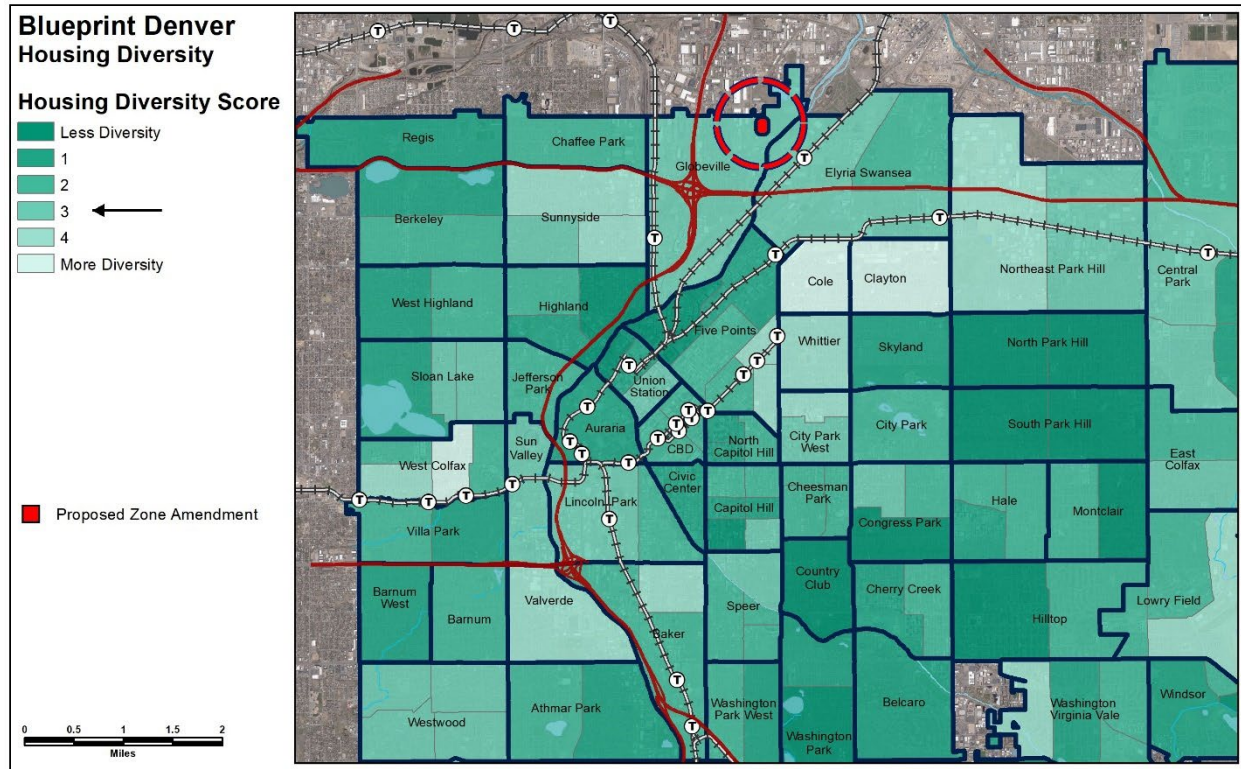 Blueprint Denver
Housing Diversity
Housing Diversity Score
Less Diversity
1
2
3
4
More Diversity
Proposed Zone Amendment
0 0.5 1 1.5 2
Miles
T T T
Regis
Chaffee Park
Globeville
T
Elyria Swansea
Berkeley
Sunnyside
T
T
T
T
Cole
Clayton
Northeast Park Hill
Central
Park
West Highland
Highland
Five Points
T
Whittier
Skyland
North Park Hill
T
T
T
Union
Station
Sloan Lake
Jefferson
Park
T
T T
T
T
T
T
Auraria
T
T
CBD
North
Capitol Hill
City Park
West
City Park
South Park Hill
East
Colfax
West Colfax
Sun
Valley
T
T
T
T
T
Civic
Center
Lincoln Park
T
Capitol Hill
Cheesman
Park
Congress Park
Hale
Montclair
Villa Park
Barnum
West
Barnum
Valverde
Baker
Speer
Country
Club
Cherry Creek
Hilltop
Lowry Field
T
Westwood
Athmar Park
T
Washington
Park West
Washington
Park
Belcaro
Washington
Virginia Vale
Windsor